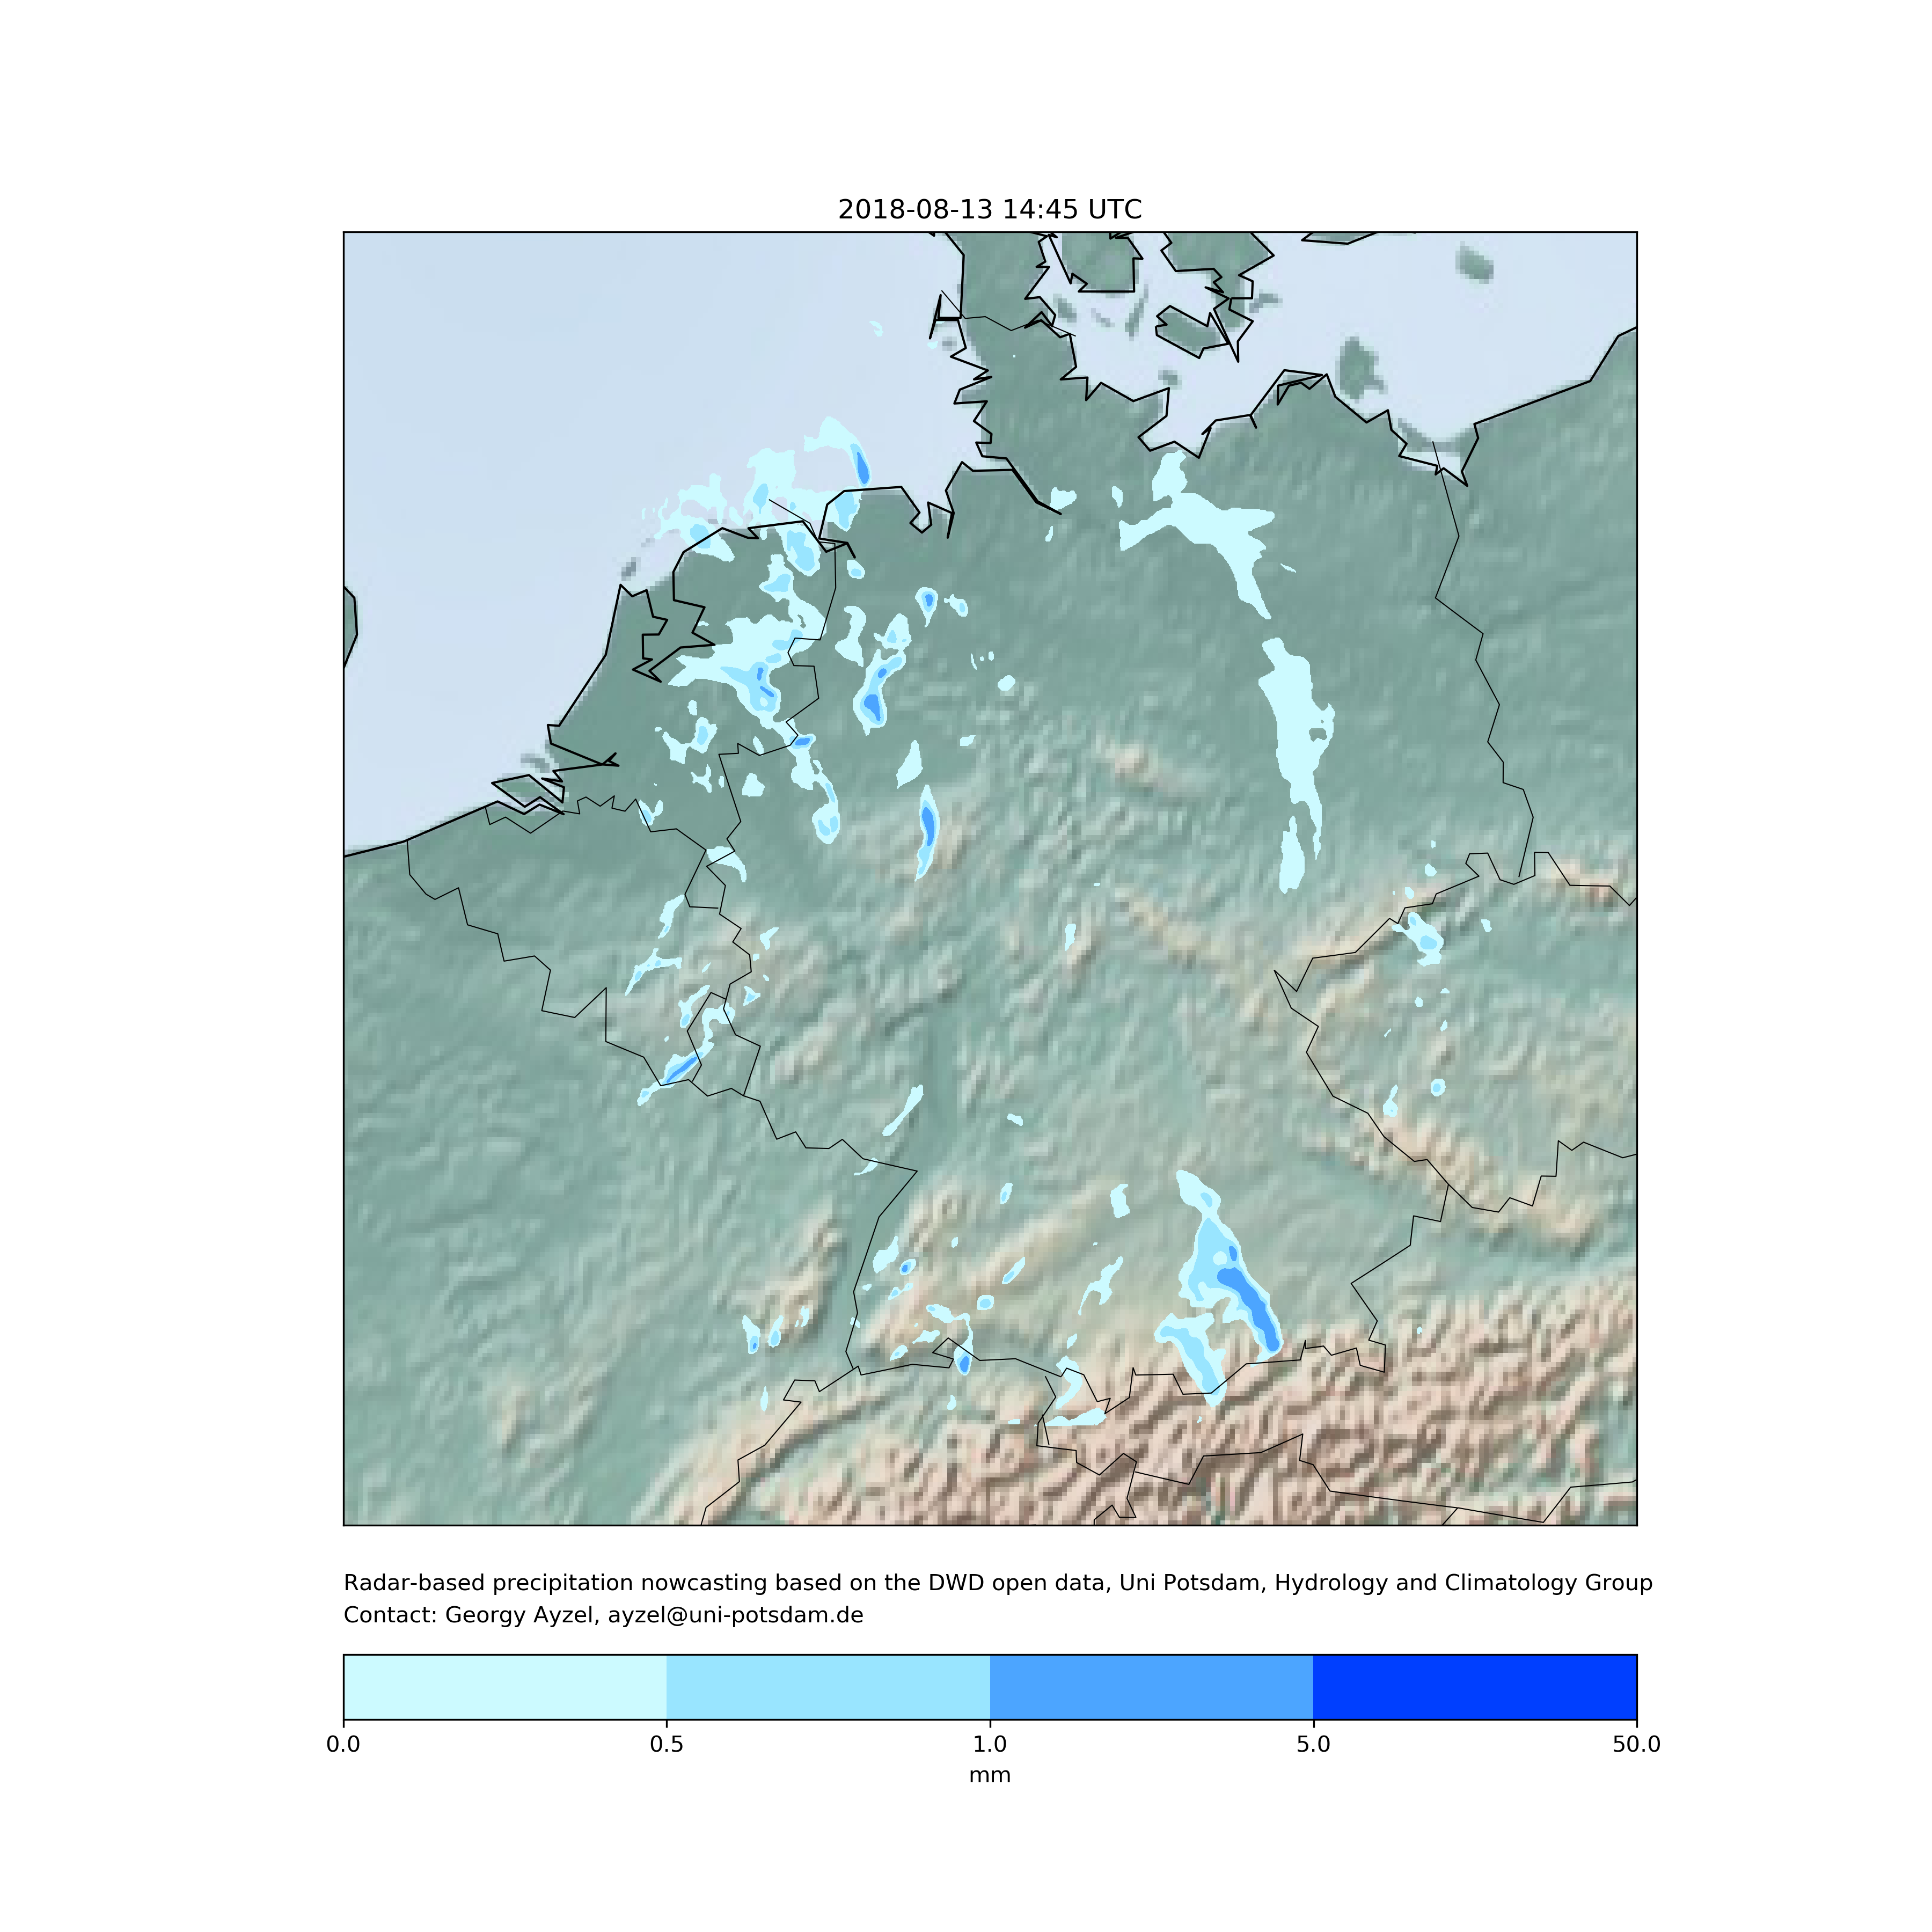 2018-08-13 14:45 UTC
Radar-based precipitation nowcasting based on the DWD open data, Uni Potsdam, Hydrology and Climatology Group
Contact: Georgy Ayzel, ayzel@uni-potsdam.de
0.0 0.5 1.0 5.0 50.0
mm